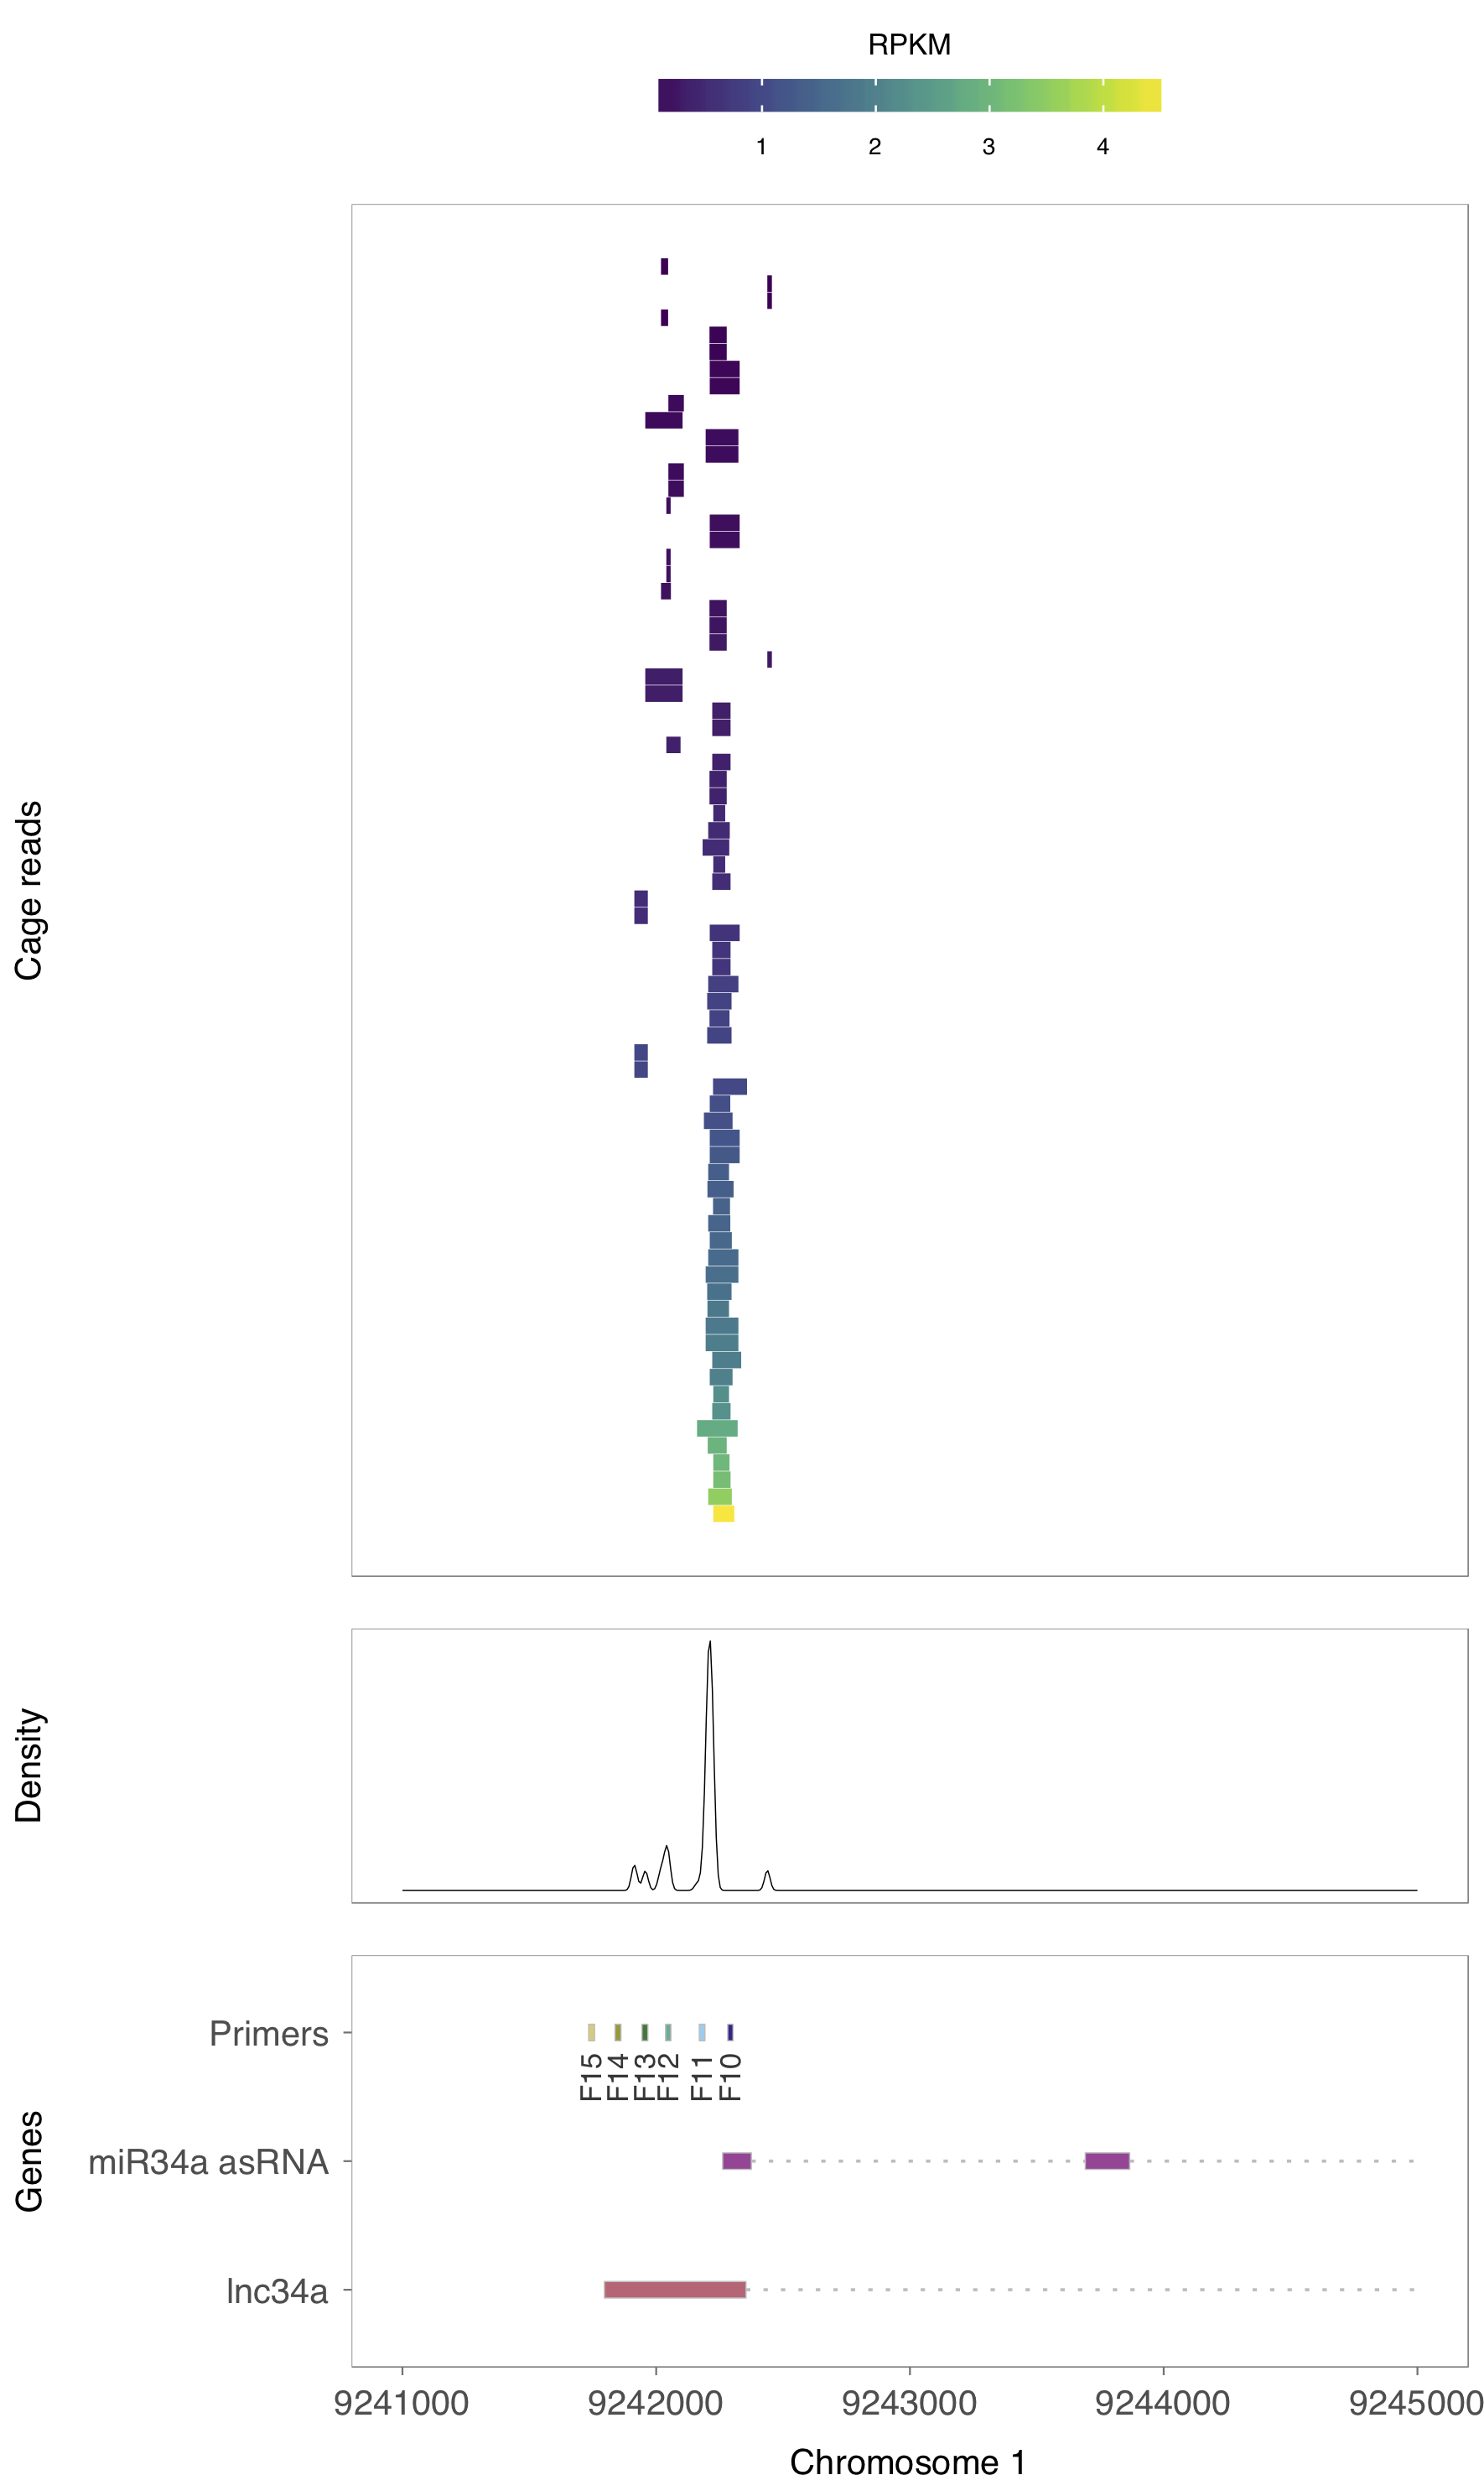 RPKM
1 2 3 4
Cage reads
Density
Genes
Primers
F15 F14 F13 F12 F11 F10
miR34a asRNA
lnc34a
9241000 9242000 9243000 9244000 9245000
Chromosome 1